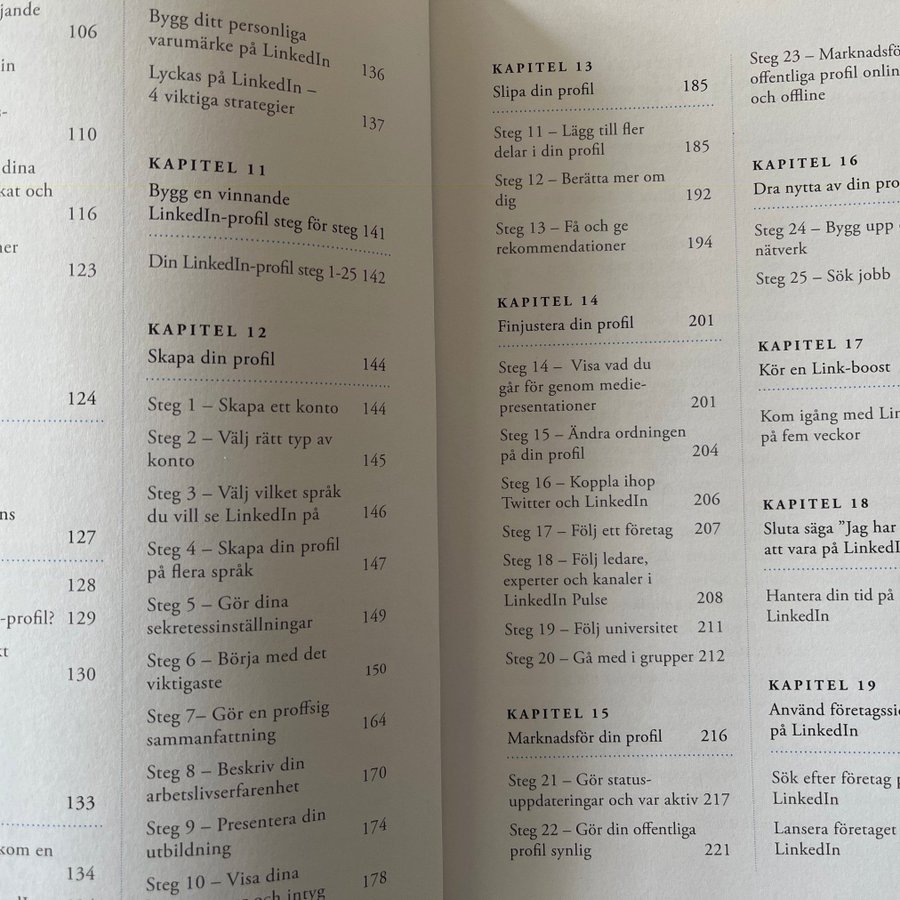 jande
106
in
110
dina
kat och
116
ner
123
124
ns
127
128
-profil? 129
kt
130
133
kom en
134
Bygg ditt personliga
varumärke på LinkedIn 136
Lyckas på LinkedIn –
4 viktiga strategier 137
KAPITEL 11
Bygg en vinnande
LinkedIn-profil steg för steg 141
Din LinkedIn-profil steg 1-25 142
KAPITEL 12
Skapa din profil 144
Steg 1 – Skapa ett konto 144
Steg 2 – Välj rätt typ av
konto 145
Steg 3 – Välj vilket språk
du vill se LinkedIn på 146
Steg 4 – Skapa din profil
på flera språk 147
Steg 5 – Gör dina
sekretessinställningar 149
Steg 6 – Börja med det
viktigaste 150
Steg 7– Gör en proffsig
sammanfattning 164
Steg 8 – Beskriv din
arbetslivserfarenhet 170
Steg 9 – Presentera din
utbildning 174
Steg 10 – Visa dina
och intyg 178
KAPITEL 13
Slipa din profil 185
Steg 11 – Lägg till fler
delar i din profil 185
Steg 12 – Berätta mer om
dig 192
Steg 13 – Få och ge
rekommendationer 194
KAPITEL 14
Finjustera din profil 201
Steg 14 – Visa vad du
går för genom medie-
presentationer 201
Steg 15 – Ändra ordningen
på din profil 204
Steg 16 – Koppla ihop
Twitter och LinkedIn 206
Steg 17 – Följ ett företag 207
Steg 18 – Följ ledare,
experter och kanaler i
LinkedIn Pulse 208
Steg 19 – Följ universitet 211
Steg 20 – Gå med i grupper 212
KAPITEL 15
Marknadsför din profil 216
Steg 21 – Gör status-
uppdateringar och var aktiv 217
Steg 22 – Gör din offentliga
profil synlig 221
Steg 23 – Marknadsfö
offentliga profil onlin
och offline
KAPITEL 16
Dra nytta av din pro
Steg 24 – Bygg upp
nätverk
Steg 25 – Sök jobb
KAPITEL 17
Kör en Link-boost
Kom igång med Lin
på fem veckor
KAPITEL 18
Sluta säga ”Jag har
att vara på LinkedI
Hantera din tid på
LinkedIn
KAPITEL 19
Använd företagssi
på LinkedIn
Sök efter företag p
LinkedIn
Lansera företaget
LinkedIn